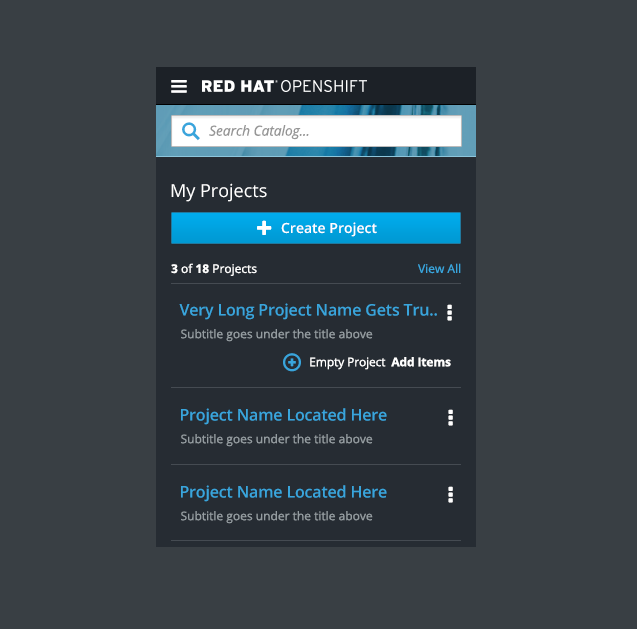 RED HAT® OPENSHIFT
Search Catalog...
My Projects
Create Project
3 of 18 Projects View All
Very Long Project Name Gets Tru..
Subtitle goes under the title above
Empty Project Add Items
Project Name Located Here
Subtitle goes under the title above
Project Name Located Here
Subtitle goes under the title above